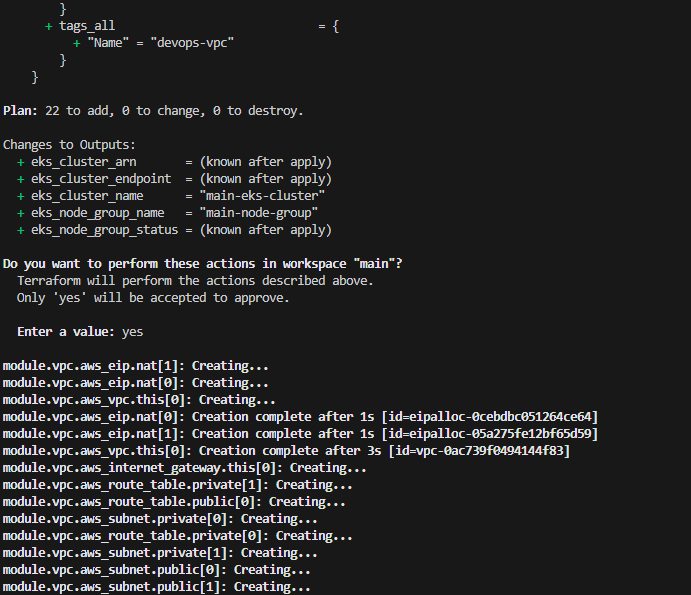 }
  + tags_all                             = {
      + "Name" = "devops-vpc"
    }
}
Plan: 22 to add, 0 to change, 0 to destroy.
Changes to Outputs:
  + eks_cluster_arn       = (known after apply)
  + eks_cluster_endpoint  = (known after apply)
  + eks_cluster_name      = "main-eks-cluster"
  + eks_node_group_name   = "main-node-group"
  + eks_node_group_status = (known after apply)
Do you want to perform these actions in workspace "main"?
  Terraform will perform the actions described above.
  Only 'yes' will be accepted to approve.
  Enter a value: yes
module.vpc.aws_eip.nat[1]: Creating...
module.vpc.aws_eip.nat[0]: Creating...
module.vpc.aws_vpc.this[0]: Creating...
module.vpc.aws_eip.nat[0]: Creation complete after 1s [id=eipalloc-0cebdbc051264ce64]
module.vpc.aws_eip.nat[1]: Creation complete after 1s [id=eipalloc-05a275fe12bf65d59]
module.vpc.aws_vpc.this[0]: Creation complete after 3s [id=vpc-0ac739f0494144f83]
module.vpc.aws_internet_gateway.this[0]: Creating...
module.vpc.aws_route_table.private[1]: Creating...
module.vpc.aws_route_table.public[0]: Creating...
module.vpc.aws_subnet.private[0]: Creating...
module.vpc.aws_route_table.private[0]: Creating...
module.vpc.aws_subnet.private[1]: Creating...
module.vpc.aws_subnet.public[0]: Creating...
module.vpc.aws_subnet.public[1]: Creating...